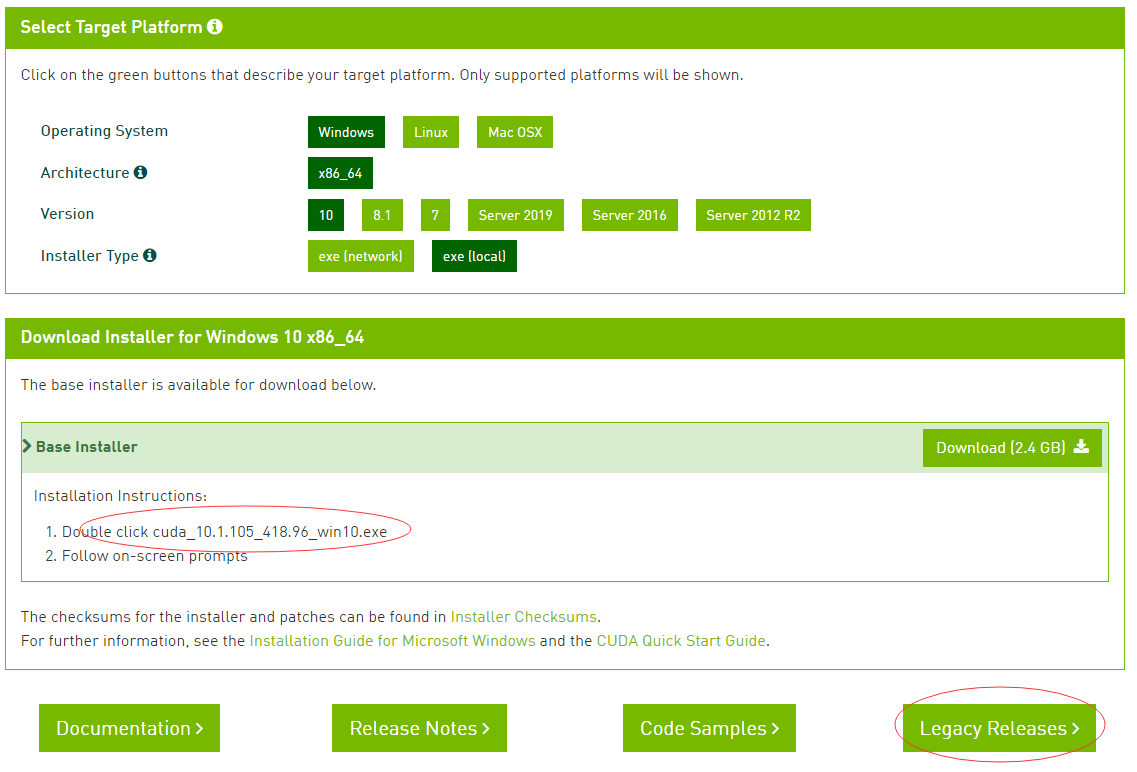 Select Target Platform
Click on the green buttons that describe your target platform. Only supported platforms will be shown.
Operating System Windows Linux Mac OSX
Architecture x86_64
Version 10 8.1 7 Server 2019 Server 2016 Server 2012 R2
Installer Type exe (network) exe (local)
Download Installer for Windows 10 x86_64
The base installer is available for download below.
Base Installer Download (2.4 GB)
Installation Instructions:
1. Double click cuda_10.1.105_418.96_win10.exe
2. Follow on-screen prompts
The checksums for the installer and patches can be found in Installer Checksums.
For further information, see the Installation Guide for Microsoft Windows and the CUDA Quick Start Guide.
Documentation > Release Notes > Code Samples > Legacy Releases >